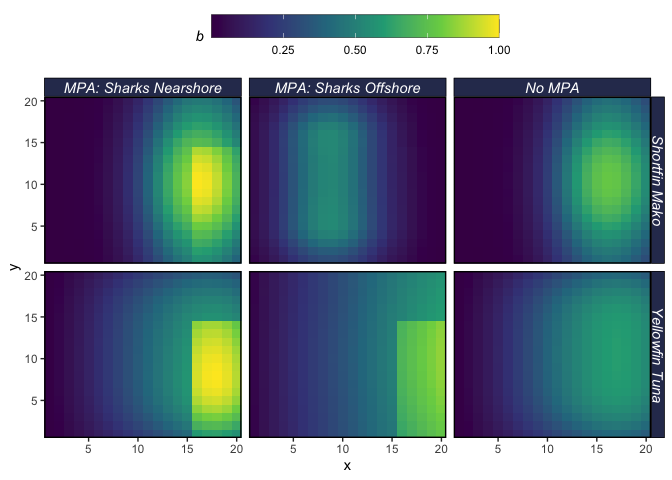 b
0.25 0.50 0.75 1.00
MPA: Sharks Nearshore MPA: Sharks Offshore No MPA
20
15
10
5
Shortfin Mako
y
20
15
10
5
Yellowfin Tuna
5 10 15 20 5 10 15 20 5 10 15 20
x